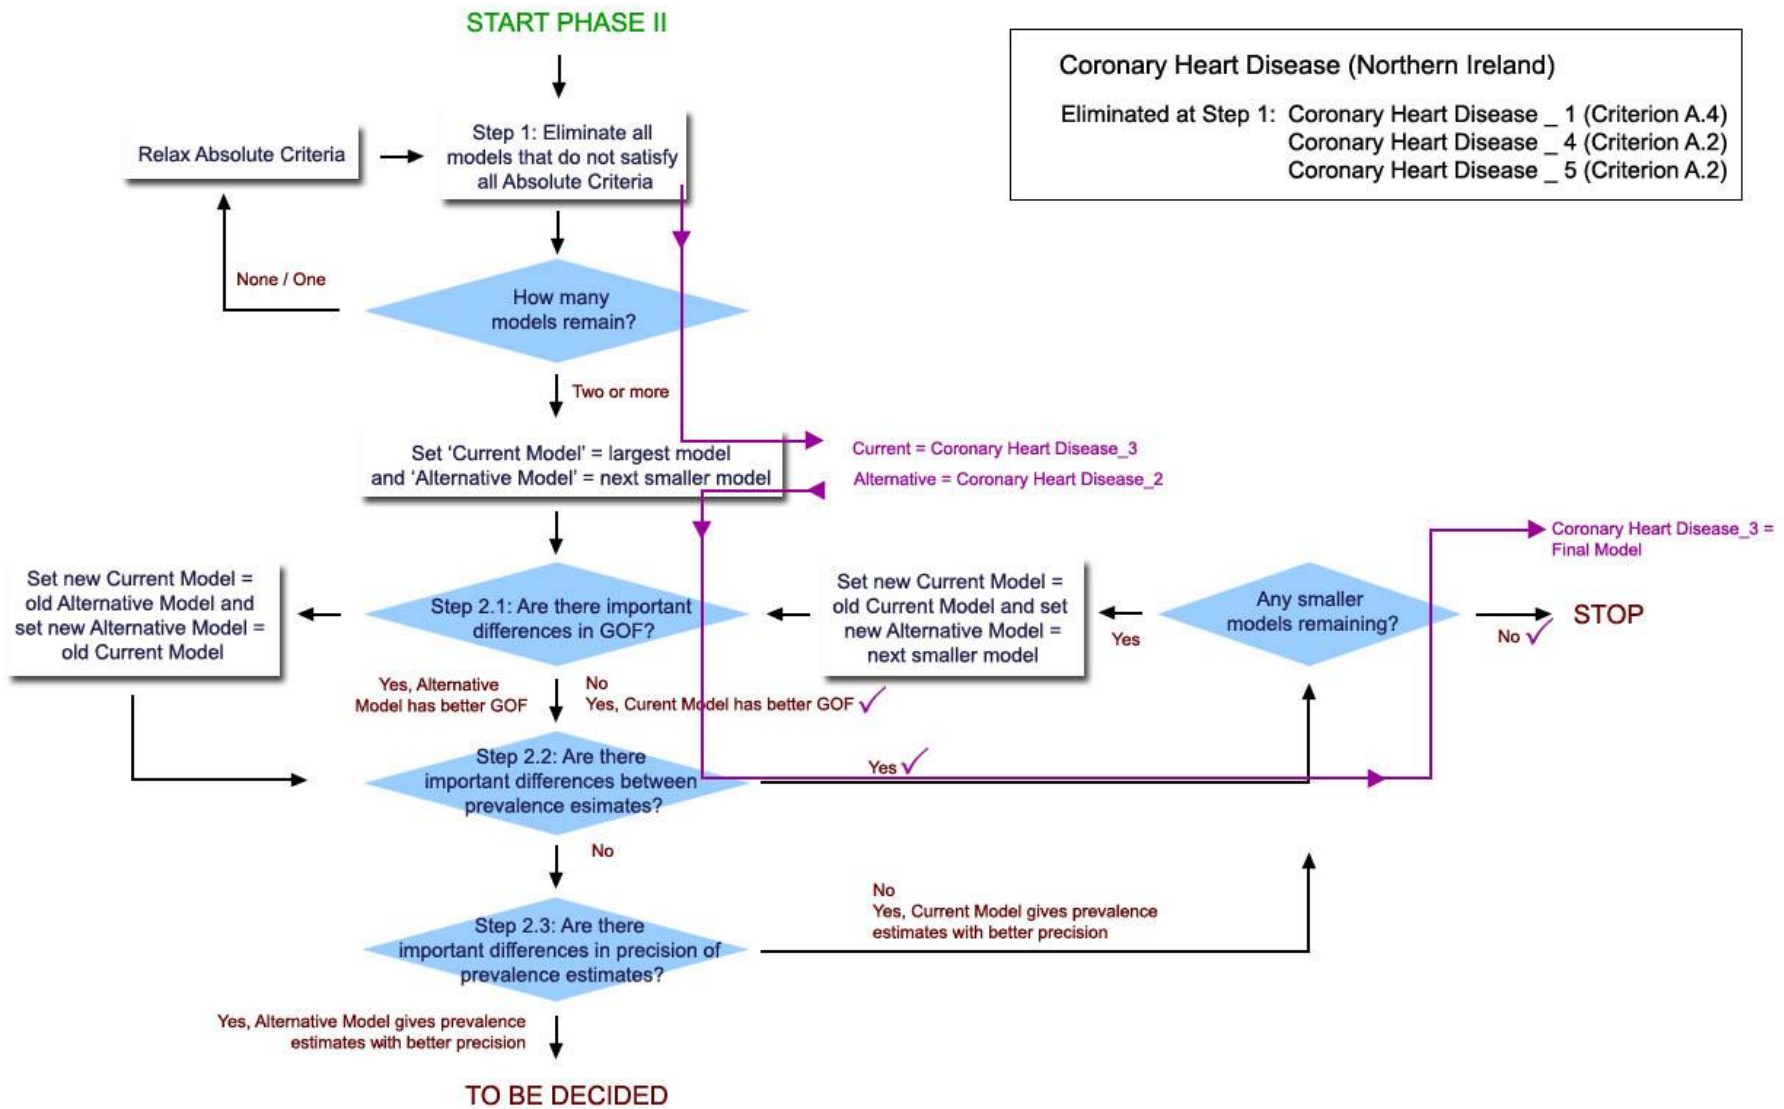 START PHASE II
Coronary Heart Disease (Northern Ireland)
Eliminated at Step 1: Coronary Heart Disease _ 1 (Criterion A.4)
Coronary Heart Disease _ 4 (Criterion A.2)
Coronary Heart Disease _ 5 (Criterion A.2)
Relax Absolute Criteria
Step 1: Eliminate all
models that do not satisfy
all Absolute Criteria
None / One
How many
models remain?
Two or more
Set ‘Current Model’ = largest model
and ‘Alternative Model’ = next smaller model
Current = Coronary Heart Disease_3
Alternative = Coronary Heart Disease_2
Coronary Heart Disease_3 =
Final Model
Set new Current Model =
old Alternative Model and
set new Alternative Model =
old Current Model
Step 2.1: Are there important
differences in GOF?
Set new Current Model =
old Current Model and set
new Alternative Model =
next smaller model
Yes
Any smaller
models remaining?
No
STOP
Yes, Alternative
Model has better GOF
No
Yes, Curent Model has better GOF
Step 2.2: Are there
important differences between
prevalence esimates?
Yes
No
Step 2.3: Are there
important differences in precision of
prevalence estimates?
No
Yes, Current Model gives prevalence
estimates with better precision
Yes, Alternative Model gives prevalence
estimates with better precision
TO BE DECIDED